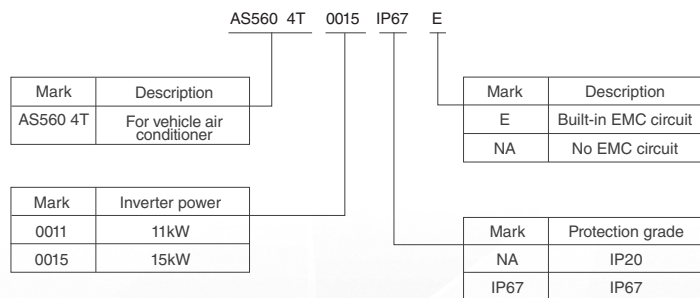 AS560 4T 0015 IP67 E
Mark Description
AS560 4T For vehicle air
conditioner
Mark Inverter power
0011 11kW
0015 15kW
Mark Description
E Built-in EMC circuit
NA No EMC circuit
Mark Protection grade
NA IP20
IP67 IP67